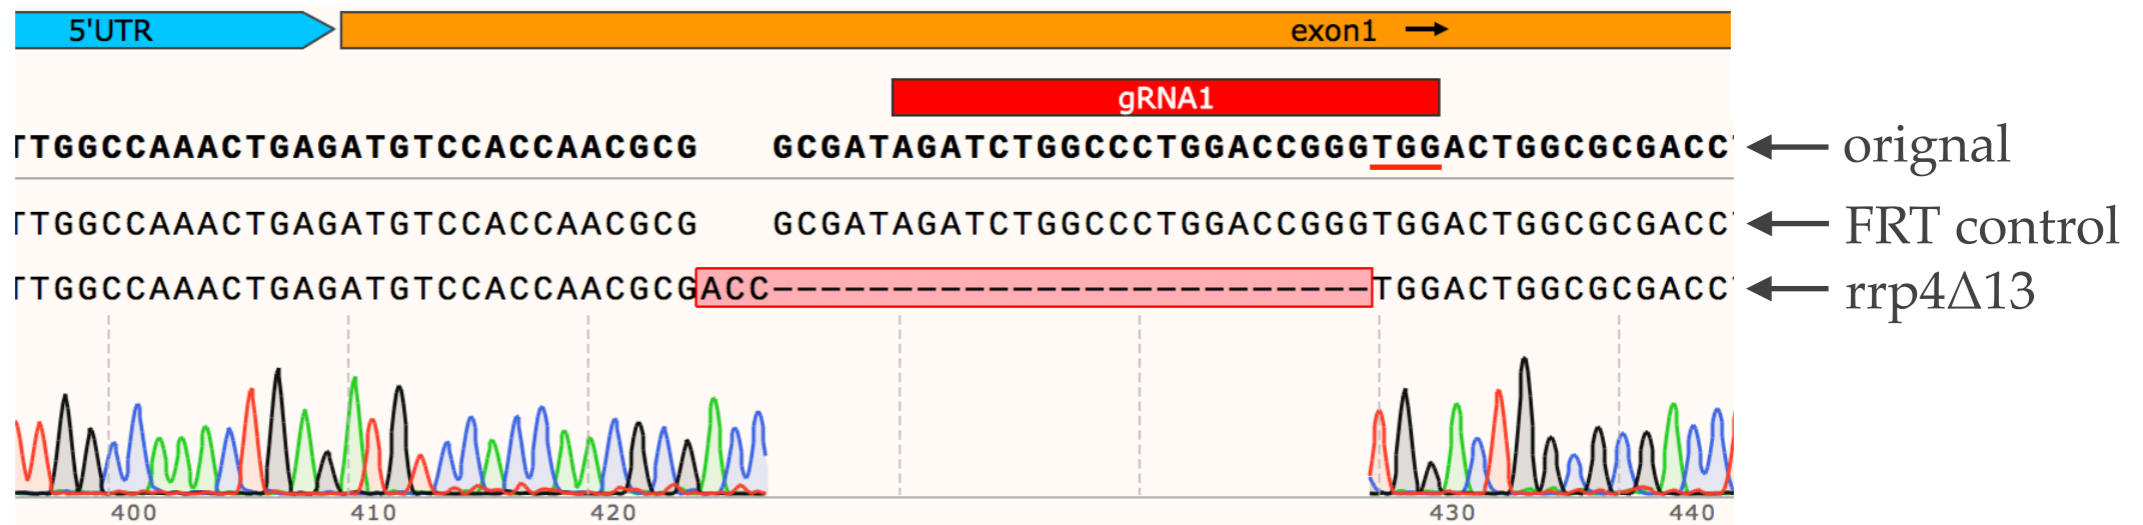 5'UTR exon1
gRNA1
TTGGCCAAACTGAGATGTCCACCAACGCG GCGATAGATCTGGCCCTGGACCGGGTGGACTGGCGCGACC orignal
TTGGCCAAACTGAGATGTCCACCAACGCG GCGATAGATCTGGCCCTGGACCGGGTGGACTGGCGCGACC FRT control
TTGGCCAAACTGAGATGTCCACCAACGCGACC-------------------------TGGACTGGCGCGACC rrp4Δ13
400 410 420 430 440